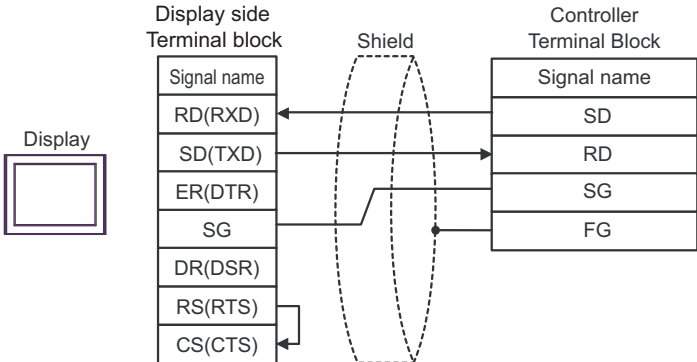 Display side
Terminal block
Shield
Controller
Terminal Block
Display
Signal name
RD(RXD)
SD(TXD)
ER(DTR)
SG
DR(DSR)
RS(RTS)
CS(CTS)
Signal name
SD
RD
SG
FG